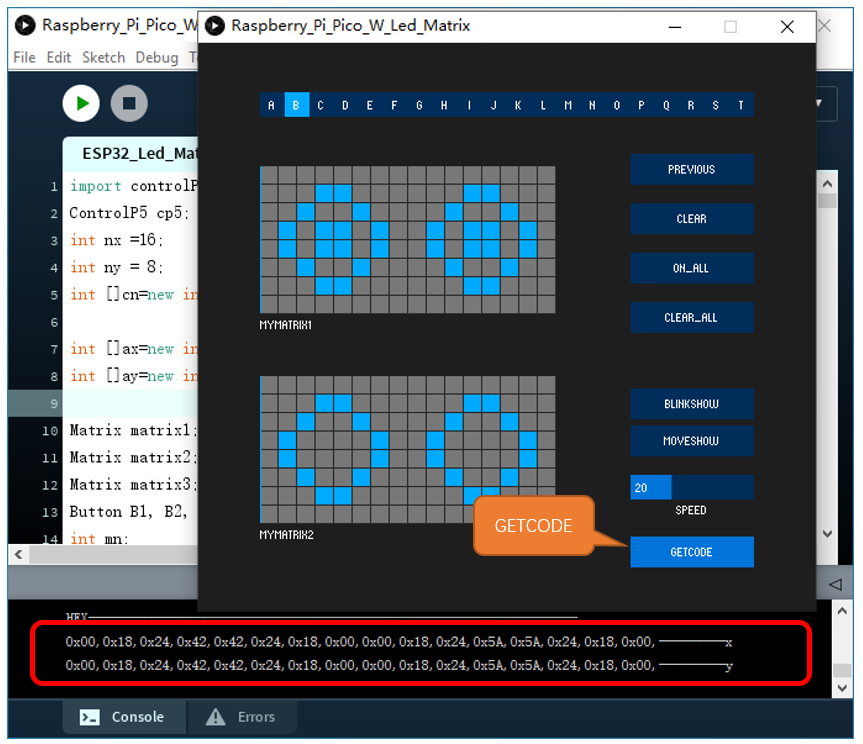 Raspberry_Pi_Pico_W
Raspberry_Pi_Pico_W_Led_Matrix
File Edit Sketch Debug
A B C D E F G H I J K L M N O P Q R S T
ESP32_Led_Mat
PREVIOUS
CLEAR
ON_ALL
CLEAR_ALL
MYMATRIX1
1 import controlP
2 ControlP5 cp5;
3 int nx =16;
4 int ny = 8;
5 int []cn=new in
6
7 int []ax=new in
8 int []ay=new in
9
10 Matrix matrix1;
11 Matrix matrix2;
12 Matrix matrix3;
13 Button B1, B2,
14 int mn;
BLINKSHOW
MOVESHOW
20
SPEED
GETCODE
GETCODE
MYMATRIX2
HEX
0x00, 0x18, 0x24, 0x42, 0x42, 0x24, 0x18, 0x00, 0x00, 0x18, 0x24, 0x5A, 0x5A, 0x24, 0x18, 0x00, ——————x
0x00, 0x18, 0x24, 0x42, 0x42, 0x24, 0x18, 0x00, 0x00, 0x18, 0x24, 0x5A, 0x5A, 0x24, 0x18, 0x00, ——————y
Console
Errors